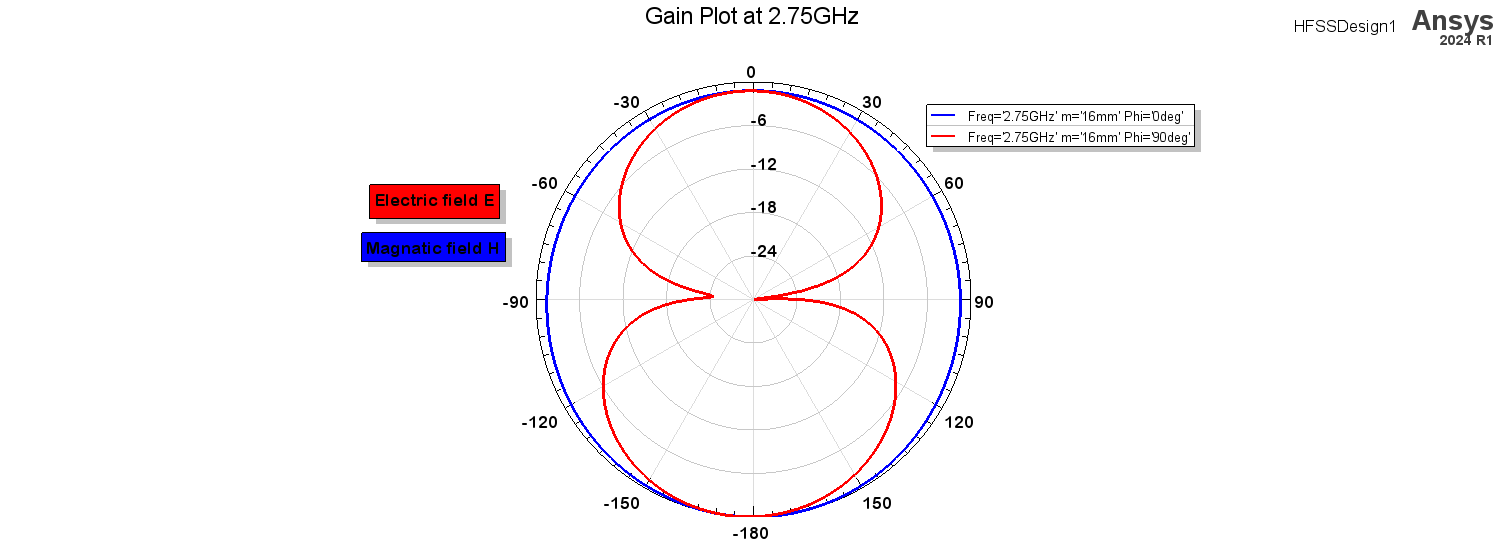 Gain Plot at 2.75GHz
HFSSDesign1
Ansys
2024 R1
0
-30
30
-6
Freq='2.75GHz' m='16mm' Phi='0deg'
Freq='2.75GHz' m='16mm' Phi='90deg'
-12
-60
60
Electric field E
-18
Magnatic field H
-24
-90
90
-120
120
-150
150
-180